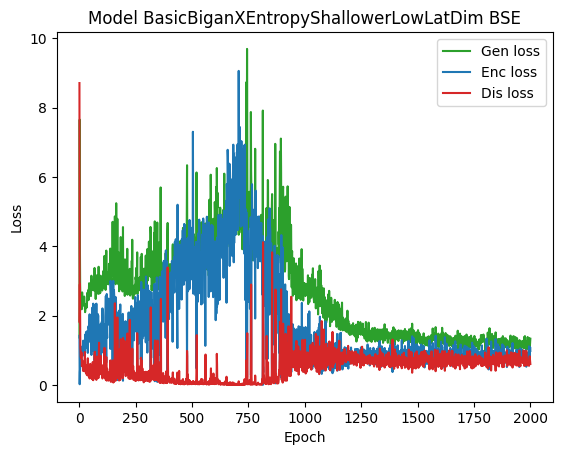 Model BasicBiganXEntropyShallowerLowLatDim BSE
Gen loss
Enc loss
Dis loss
10
8
6
4
2
0
Loss
0
250
500
750
1000
1250
1500
1750
2000
Epoch